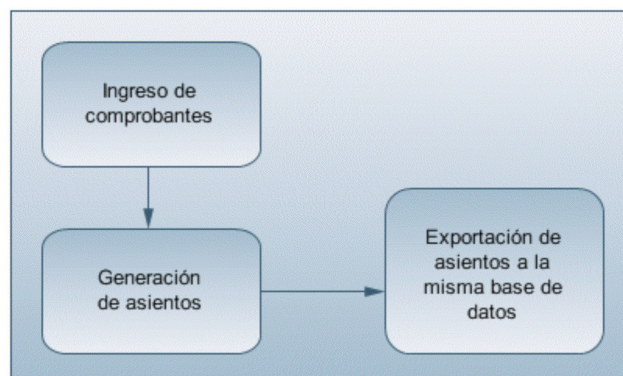 Ingreso de
comprobantes
Generación
de asientos
Exportación de
asientos a la
misma base de
datos